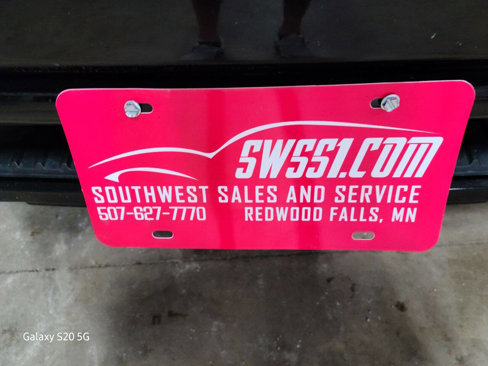 SWSS1.COM
SOUTHWEST SALES AND SERVICE
507-627-7770 REDWOOD FALLS, MN
Galaxy S20 5G